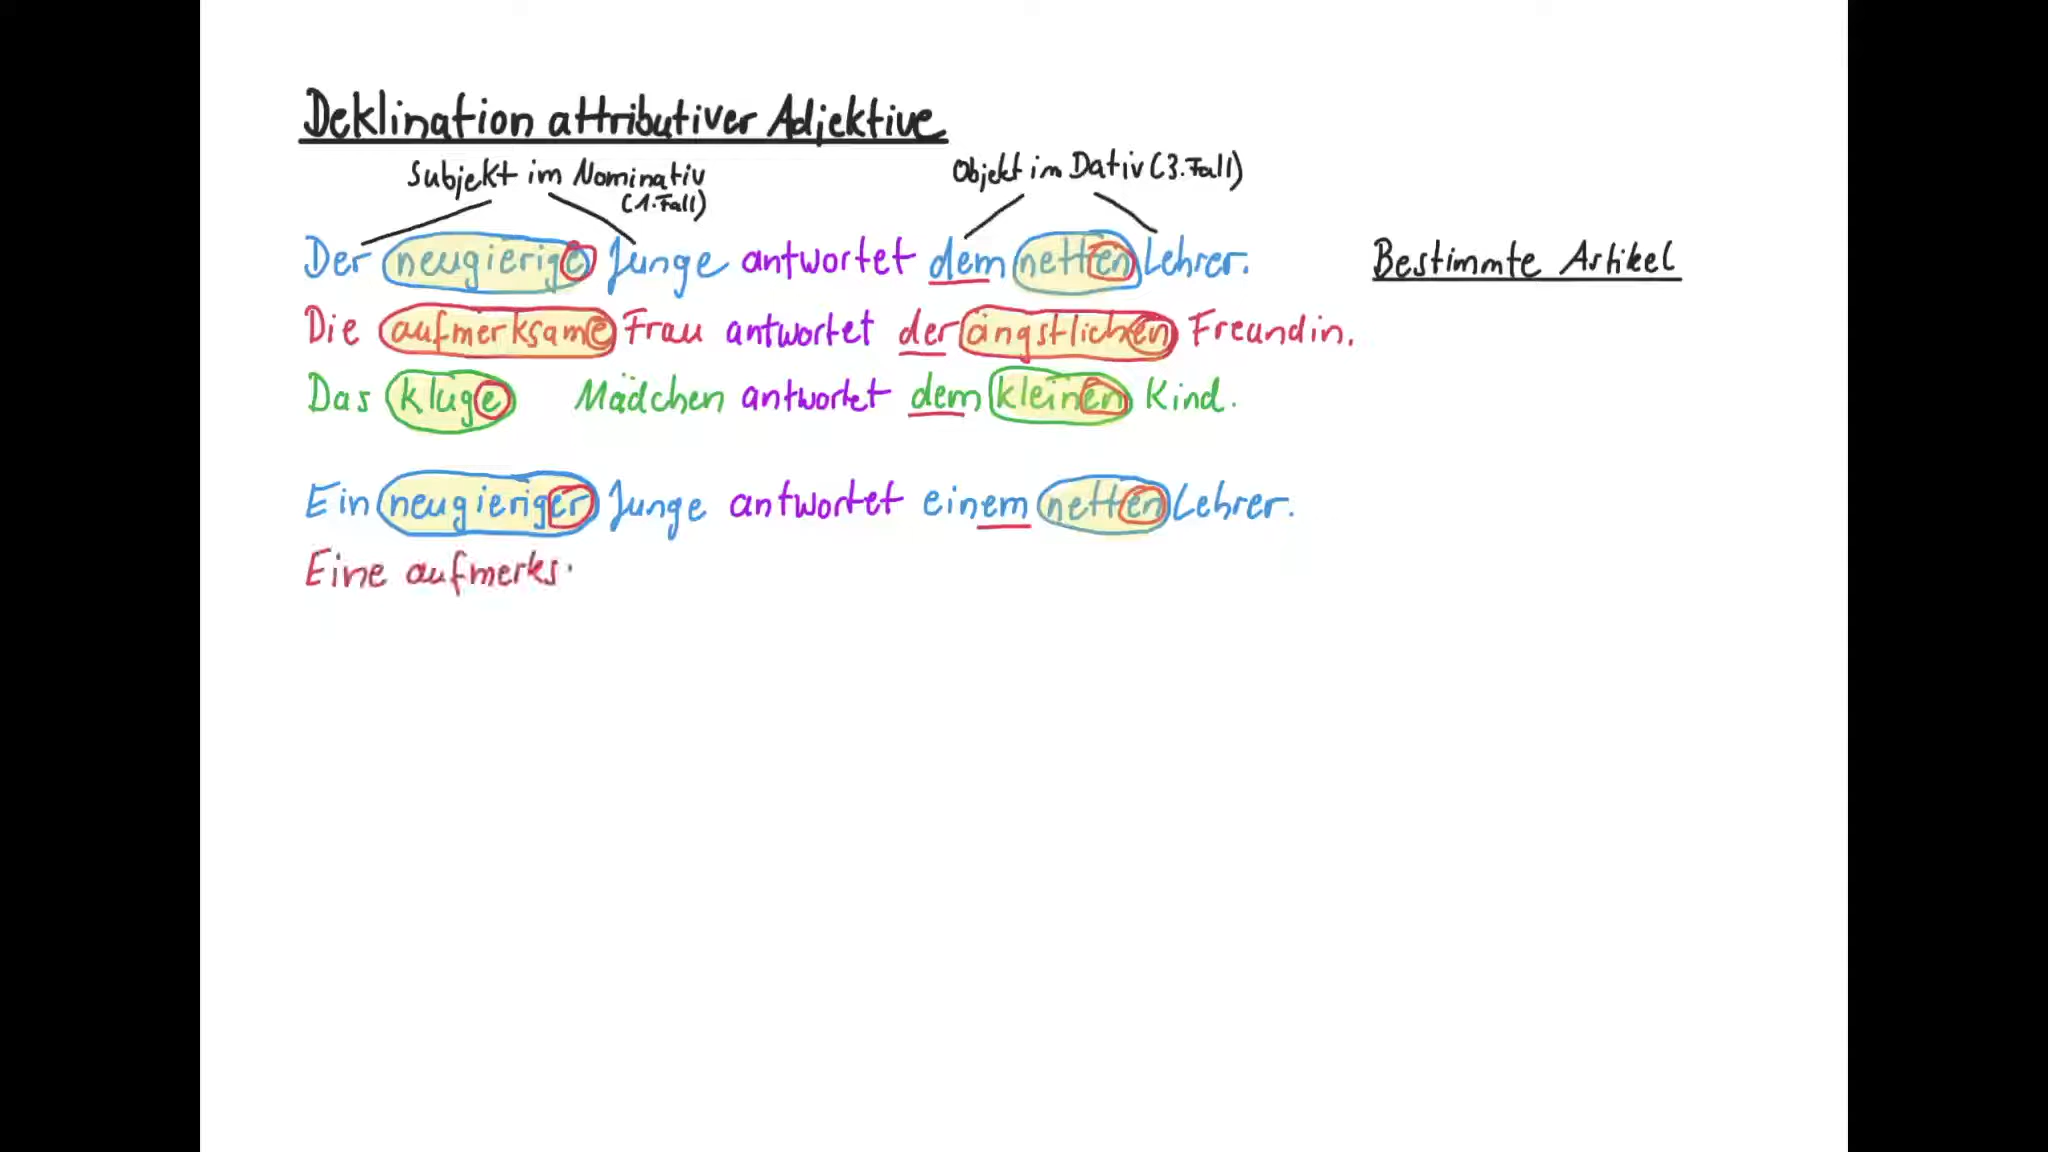 Deklination attributiver Adjektive
Subjekt im Nominativ
(1. Fall)
Objekt im Dativ (3. Fall)
Der neugierige Junge antwortet dem netten Lehrer.
Bestimmte Artikel
Die aufmerksame Frau antwortet der ängstlichen Freundin.
Das kluge Mädchen antwortet dem kleinen Kind.
Ein neugieriger Junge antwortet einem netten Lehrer.
Eine aufmerks